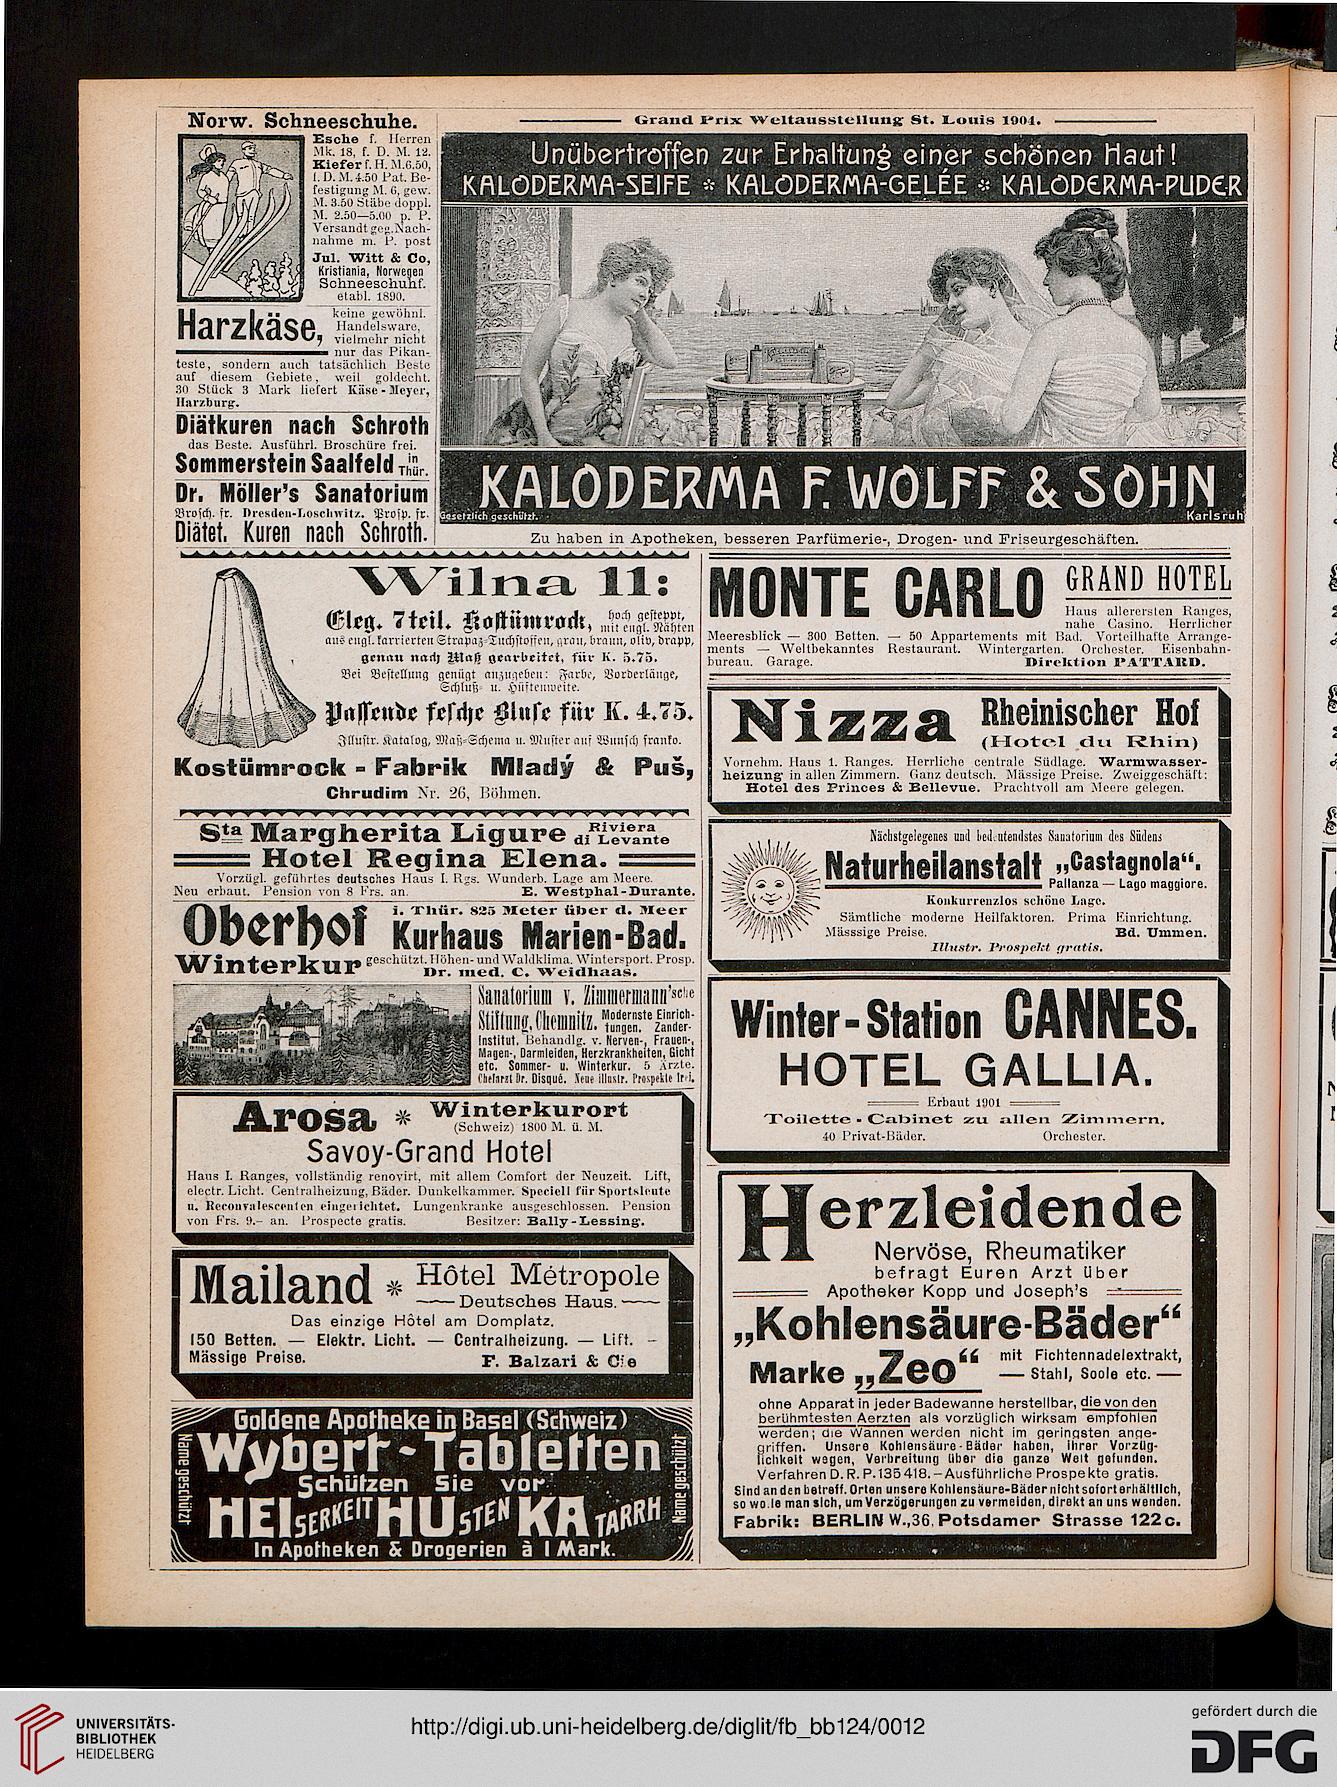 Norw. Schneeschuhe.
Esche f. Herren
Mk. 18, f. D. M. 12.
Kiefer f. H. M. 6.50,
f. D. M. 4.50 Pat. Be-
festigung M. 6, gew.
M. 3.50 Stäbe doppl.
M. 2.50—5.00 p. P.
Versandt geg. Nach-
nahme m. P. post
Jul. Witt & Co,
Kristiania, Norwegen
Schneeschuhf.
etabl. 1890.
Harzkäse, keine gewöhnl.
Handelsware,
vielmehr nicht
nur das Pikan-
teste, sondern auch tatsächlich Beste
auf diesem Gebiete, weil goldecht.
30 Stück 3 Mark liefert Käse-Meyer,
Harzburg.
Diätkuren nach Schroth
das Beste. Ausführl. Broschüre frei.
Sommerstein Saalfeld in Thür.
Dr. Möller's Sanatorium
Brosch. fr. Dresden-Loschwitz. Prosp. fr.
Diätet. Kuren nach Schroth.
Grand Prix Weltausstellung St. Louis 1904.
Unübertroffen zur Erhaltung einer schönen Haut!
KALODERMA-SEIFE * KALODERMA-GELÉE * KALODERMA-PUDER
KALODERMA F. WOLFF & SOHN
Gesetzlich geschützt. Karlsruh
Zu haben in Apotheken, besseren Parfümerie-, Drogen- und Friseurgeschäften.
Wilna 11:
Eleg. 7teil. Kostümrock, hoch gesteppt,
mit engl. Nähten
aus engl. karrierten Strapaz-Tuchstoffen, grau, braun, oliv, drapp,
genau nach Maß gearbeitet, für K. 5.75.
Bei Bestellung genügt anzugeben: Farbe, Vorderlänge,
Schluß- u. Hüftenweite.
Passende fesche Bluse für K. 4.75.
Illustr. Katalog, Maß-Schema u. Muster auf Wunsch franko.
Kostümrock-Fabrik Mladý & Puš,
Chrudim Nr. 26, Böhmen.
Sta Margherita Ligure Riviera
di Levante
Hotel Regina Elena.
Vorzügl. geführtes deutsches Haus I. Rgs. Wunderb. Lage am Meere.
Neu erbaut. Pension von 8 Frs. an. E. Westphal-Durante.
Oberhof i. Thür. 825 Meter über d. Meer
Kurhaus Marien-Bad.
Winterkur geschützt. Höhen- und Waldklima. Wintersport. Prosp.
Dr. med. C. Weidhaas.
Sanatorium v. Zimmermann'sche
Stiftung, Chemnitz. Modernste Einrich-
tungen. Zander-
Institut, Behandlg. v. Nerven-, Frauen-,
Magen-, Darmleiden, Herzkrankheiten, Gicht
etc. Sommer- u. Winterkur. 5 Ärzte.
Chefarzt Dr. Disqué. Neue illustr. Prospekte frei.
Arosa * Winterkurort
(Schweiz) 1800 M. ü. M.
Savoy-Grand Hotel
Haus I. Ranges, vollständig renovirt, mit allem Comfort der Neuzeit. Lift,
electr. Licht. Centralheizung, Bäder. Dunkelkammer. Speciell für Sportsleute
u. Reconvalescenten eingerichtet. Lungenkranke ausgeschlossen. Pension
von Frs. 9.– an. Prospecte gratis. Besitzer: Bally-Lessing.
Mailand * Hôtel Métropole
Deutsches Haus.
Das einzige Hôtel am Domplatz.
150 Betten. — Elektr. Licht. — Centralheizung. — Lift. –
Mässige Preise. F. Balzari & Cie
Goldene Apotheke in Basel (Schweiz)
Name geschützt
Wybert-Tabletten
Schützen Sie vor
HEISERKEIT HUSTEN KATARRH
Name geschützt
In Apotheken & Drogerien à 1 Mark.
MONTE CARLO GRAND HOTEL
Haus allerersten Ranges,
nahe Casino. Herrlicher
Meeresblick — 300 Betten. — 50 Appartements mit Bad. Vorteilhafte Arrange-
ments — Weltbekanntes Restaurant. Wintergarten. Orchester. Eisenbahn-
bureau. Garage. Direktion PATTARD.
Nizza Rheinischer Hof
(Hotel du Rhin)
Vornehm. Haus 1. Ranges. Herrliche centrale Südlage. Warmwasser-
heizung in allen Zimmern. Ganz deutsch. Mässige Preise. Zweiggeschäft:
Hotel des Princes & Bellevue. Prachtvoll am Meere gelegen.
Nächstgelegenes und bedeutendstes Sanatorium des Südens
Naturheilanstalt „Castagnola“.
Pallanza — Lago maggiore.
Konkurrenzlos schöne Lage.
Sämtliche moderne Heilfaktoren. Prima Einrichtung.
Mässsige Preise. Bd. Ummen.
Illustr. Prospekt gratis.
Winter-Station CANNES.
HOTEL GALLIA.
Erbaut 1901
Toilette-Cabinet zu allen Zimmern.
40 Privat-Bäder. Orchester.
Herzleidende
Nervöse, Rheumatiker
befragt Euren Arzt über
Apotheker Kopp und Joseph's
„Kohlensäure-Bäder“
Marke „Zeo“ mit Fichtennadelextrakt,
— Stahl, Soole etc. —
ohne Apparat in jeder Badewanne herstellbar, die von den
berühmtesten Aerzten als vorzüglich wirksam empfohlen
werden; die Wannen werden nicht im geringsten ange-
griffen. Unsere Kohlensäure-Bäder haben, ihrer Vorzüg-
lichkeit wegen, Verbreitung über die ganze Welt gefunden.
Verfahren D. R. P. 135 418. – Ausführliche Prospekte gratis.
Sind an den betreff. Orten unsere Kohlensäure-Bäder nicht sofort erhältlich,
so wolle man sich, um Verzögerungen zu vermeiden, direkt an uns wenden.
Fabrik: BERLIN W., 36, Potsdamer Strasse 122c.
UNIVERSITÄTS-
BIBLIOTHEK
HEIDELBERG
http://digi.ub.uni-heidelberg.de/diglit/fb_bb124/0012
gefördert durch die
DFG